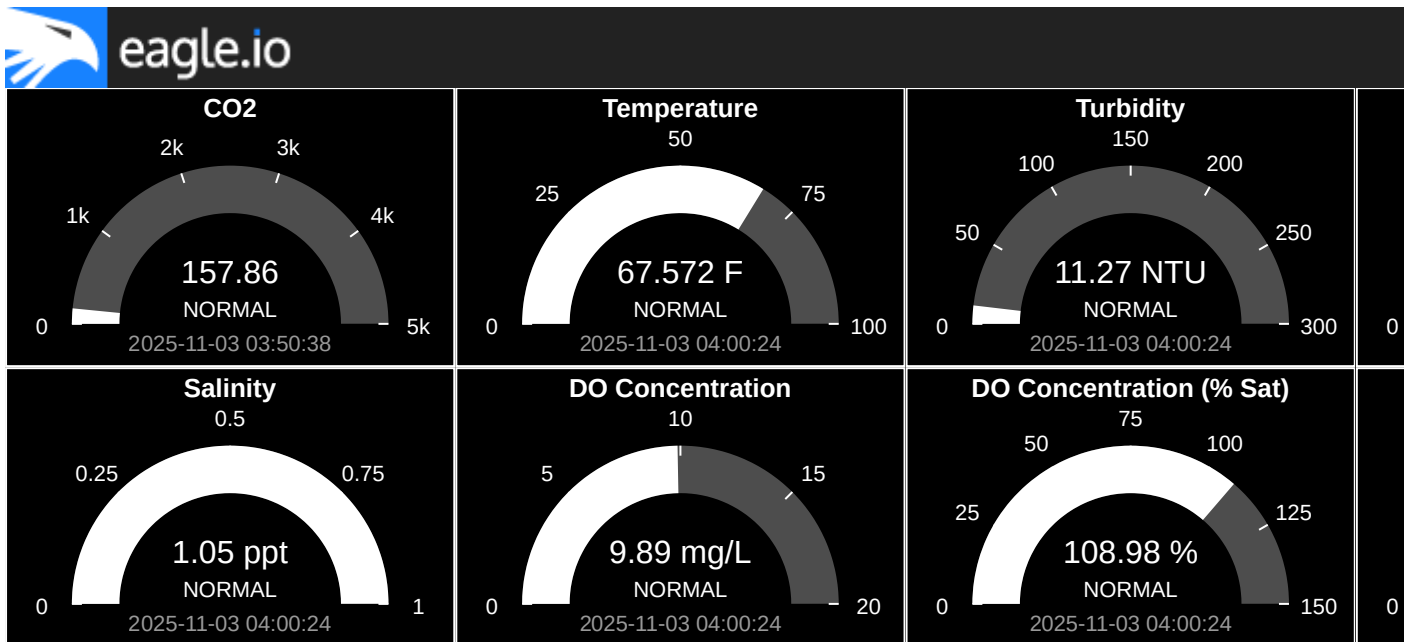 eagle.io
CO2
0
1k
2k
3k
4k
5k
157.86
NORMAL
2025-11-03 03:50:38
Temperature
0
25
50
75
100
67.572 F
NORMAL
2025-11-03 04:00:24
Turbidity
0
50
100
150
200
250
300
11.27 NTU
NORMAL
2025-11-03 04:00:24
0
Salinity
0
0.25
0.5
0.75
1
1.05 ppt
NORMAL
2025-11-03 04:00:24
DO Concentration
0
5
10
15
20
9.89 mg/L
NORMAL
2025-11-03 04:00:24
DO Concentration (% Sat)
0
25
50
75
100
125
150
108.98 %
NORMAL
2025-11-03 04:00:24
0